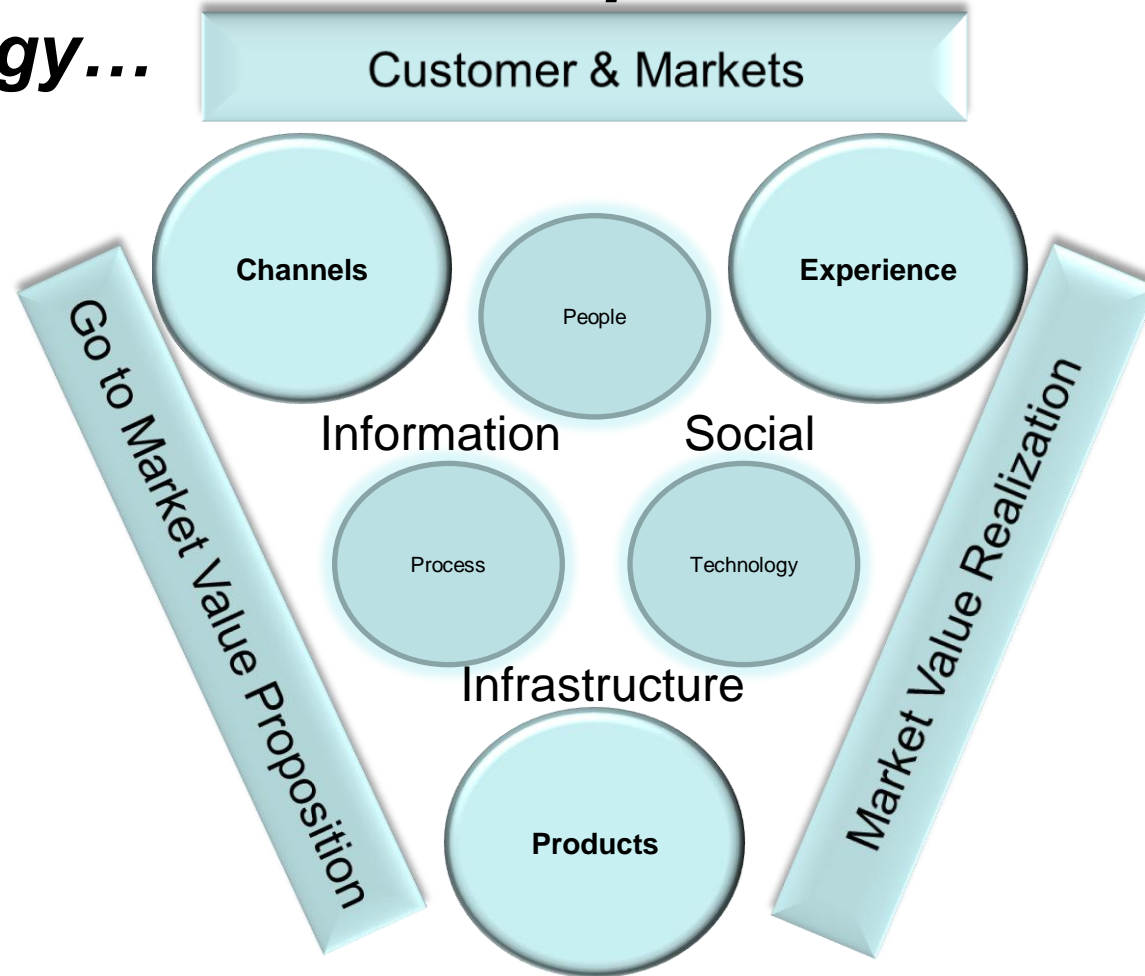 gy...
Customer & Markets
Channels
Experience
People
Go to Market Value Proposition
Market Value Realization
Information
Social
Process
Technology
Infrastructure
Products